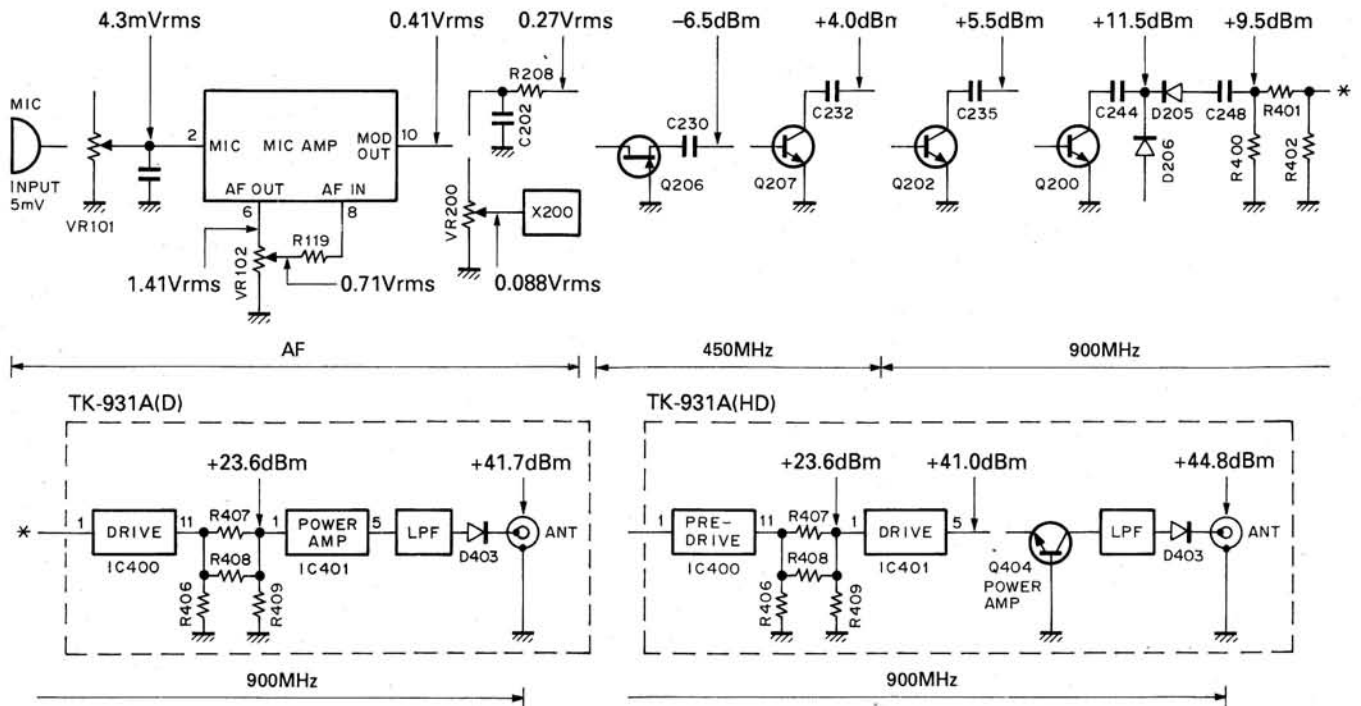 4.3mVrms
0.41Vrms
0.27Vrms
−6.5dBm
+4.0dBm
+5.5dBm
+11.5dBm
+9.5dBm
MIC
INPUT
5mV
VR101
2
MIC
MIC AMP
MOD
OUT
10
AF OUT
AF IN
6
8
R119
VR102
1.41Vrms
0.71Vrms
R208
C202
VR200
X200
0.088Vrms
C230
Q206
C232
Q207
C235
Q202
C244
D205
C248
R401
*
Q200
D206
R400
R402
AF
450MHz
900MHz
TK-931A(D)
+23.6dBm
+41.7dBm
*
1
DRIVE
11
IC400
R407
R408
R406
R409
1
POWER
AMP
5
IC401
LPF
D403
ANT
900MHz
TK-931A(HD)
+23.6dBm
+41.0dBm
+44.8dBm
1
PRE-
DRIVE
11
IC400
R407
R408
R406
R409
1
DRIVE
5
IC401
Q404
POWER
AMP
LPF
D403
ANT
900MHz